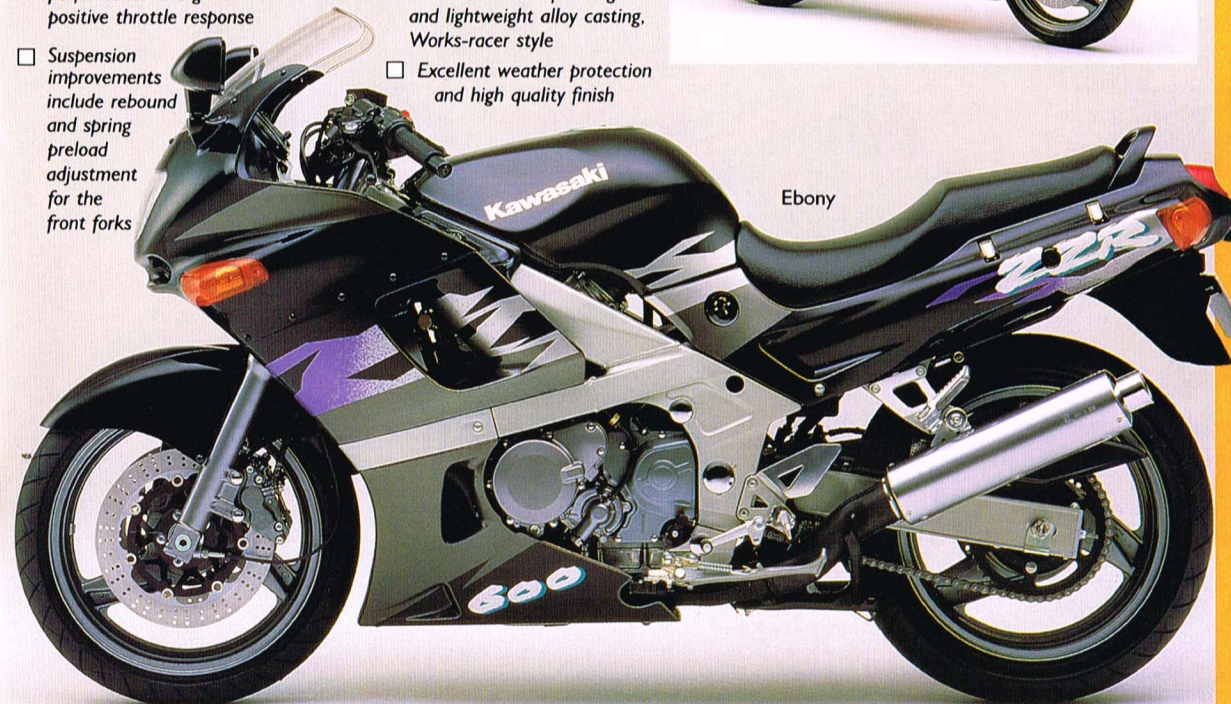 positive throttle response
Suspension
improvements
include rebound
and spring
preload
adjustment
for the
front forks
and lightweight alloy casting,
Works-racer style
Excellent weather protection
and high quality finish
Ebony
Kawasaki
ZZR
600